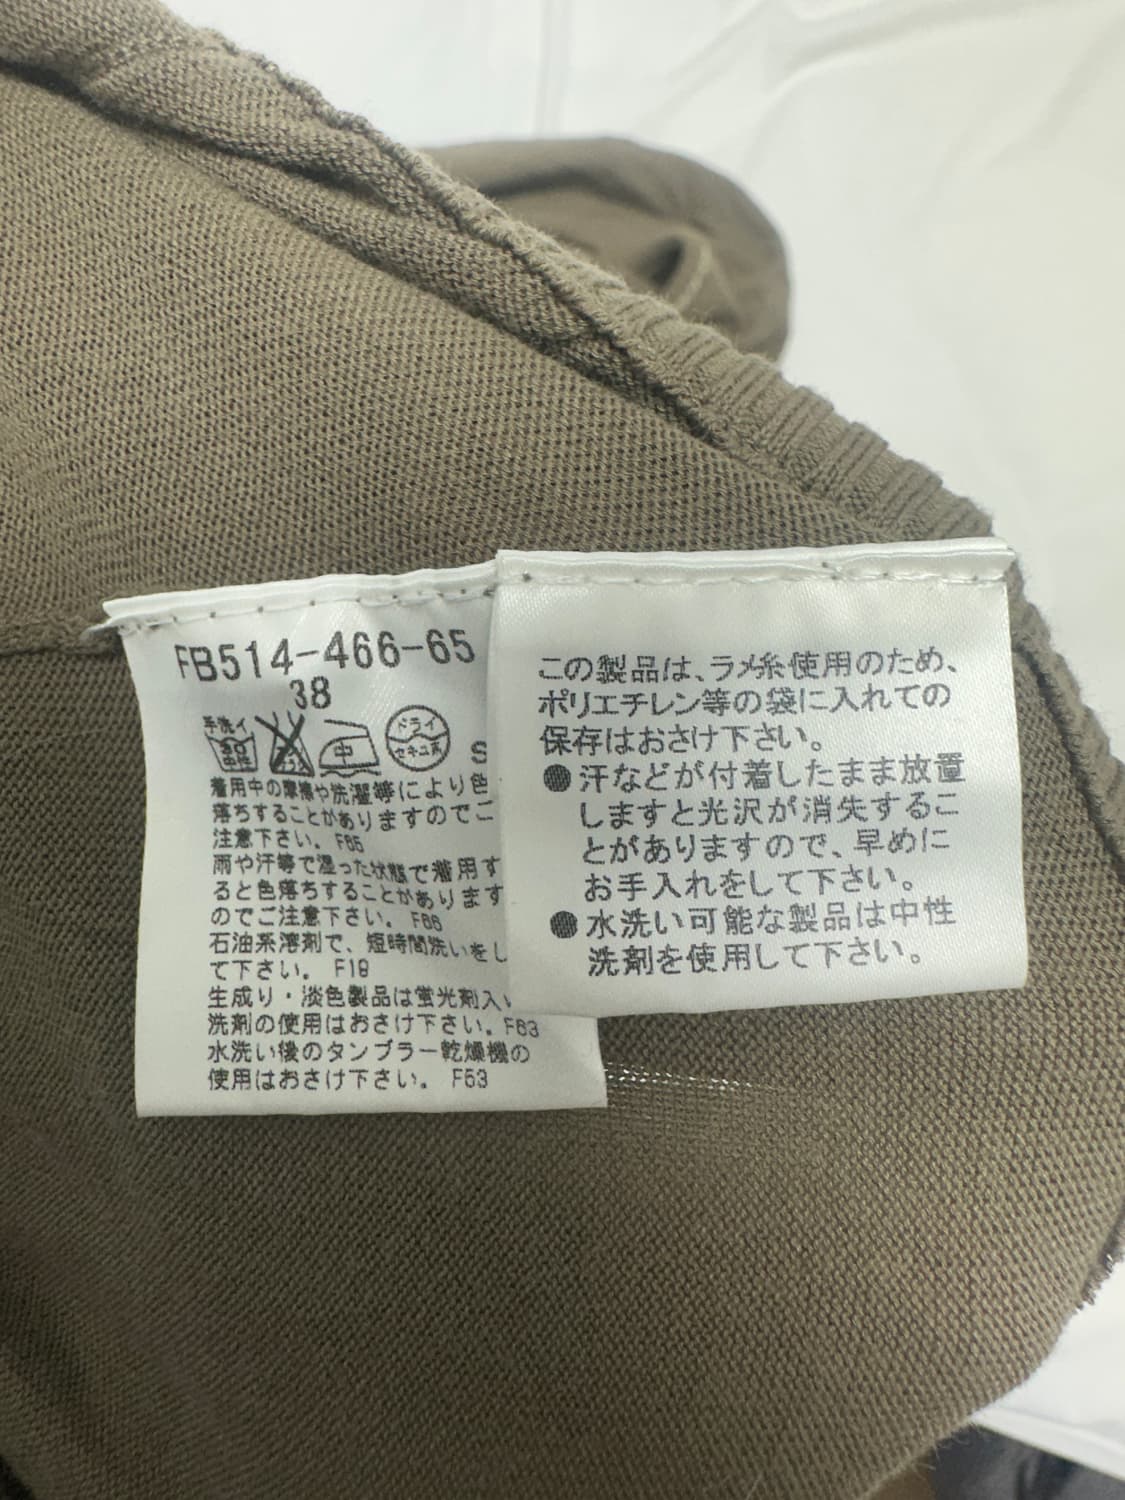 FB514-466-65
38
手洗イ
中
ドライ
セキユ系
S
着用中の摩擦や洗濯等により色
落ちすることがありますのでご
注意下さい。F65
雨や汗等で湿った状態で着用す
ると色落ちすることがあります
のでご注意下さい。F66
石油系溶剤で、短時間洗いをし
て下さい。F19
生成り・淡色製品は蛍光剤入い
洗剤の使用はおさけ下さい。F63
水洗い後のタンブラー乾燥機の
使用はおさけ下さい。F53
この製品は、ラメ糸使用のため、
ポリエチレン等の袋に入れての
保存はおさけ下さい。
●汗などが付着したまま放置
しますと光沢が消失するこ
とがありますので、早めに
お手入れをして下さい。
●水洗い可能な製品は中性
洗剤を使用して下さい。